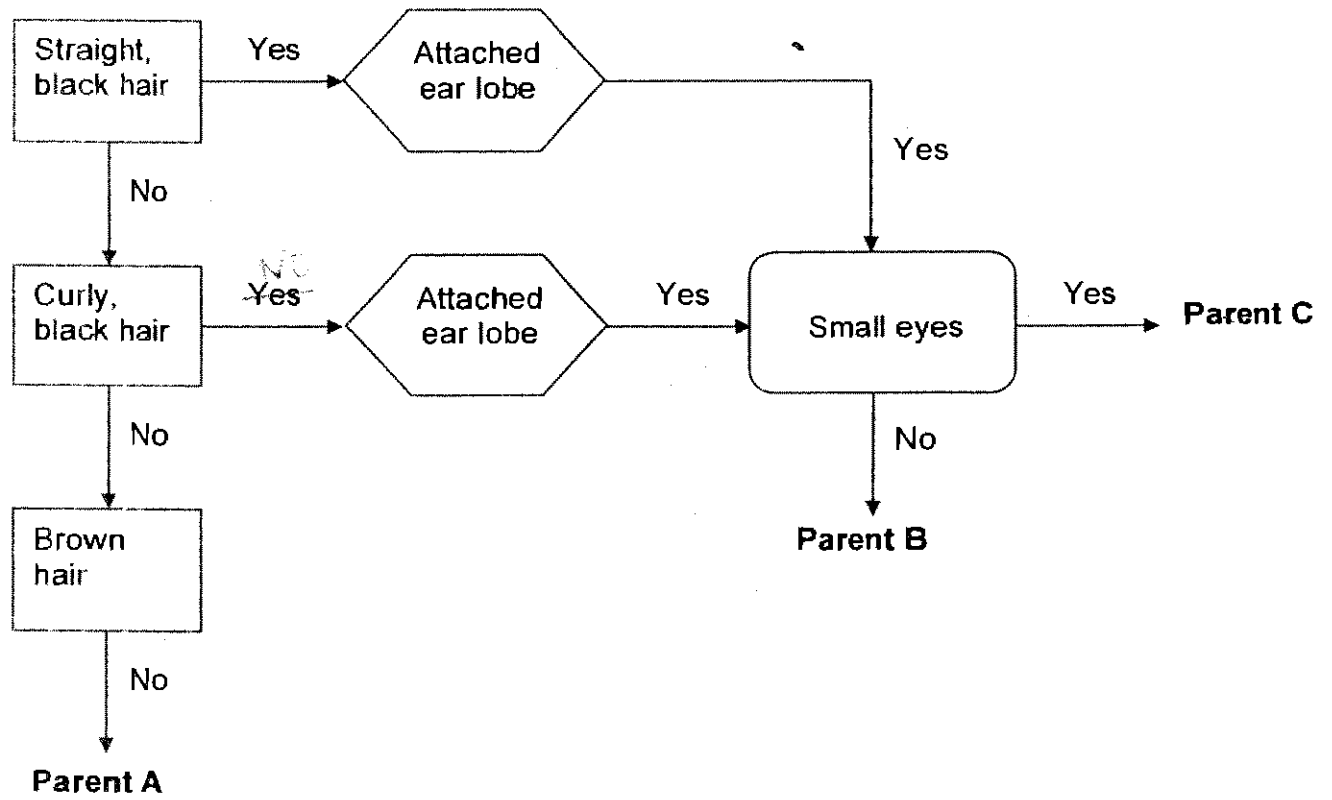 Straight,
black hair
Yes
Attached
ear lobe
Yes
No
Curly,
black hair
No
Yes
Attached
ear lobe
Yes
Small eyes
Yes
Parent C
No
No
Brown
hair
Parent B
No
Parent A